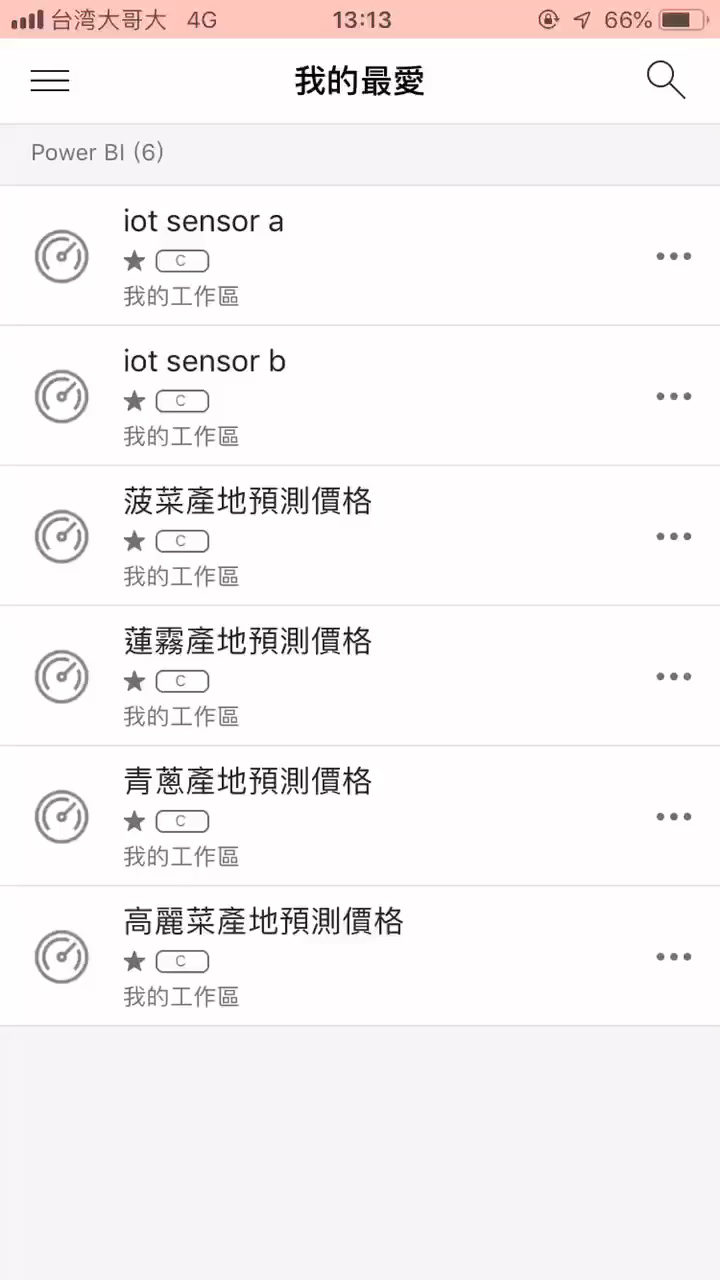 台湾大哥大 4G 13:13 66%
我的最愛
Power BI (6)
iot sensor a
C
我的工作區
iot sensor b
C
我的工作區
菠菜產地預測價格
C
我的工作區
蓮霧產地預測價格
C
我的工作區
青蔥產地預測價格
C
我的工作區
高麗菜產地預測價格
C
我的工作區